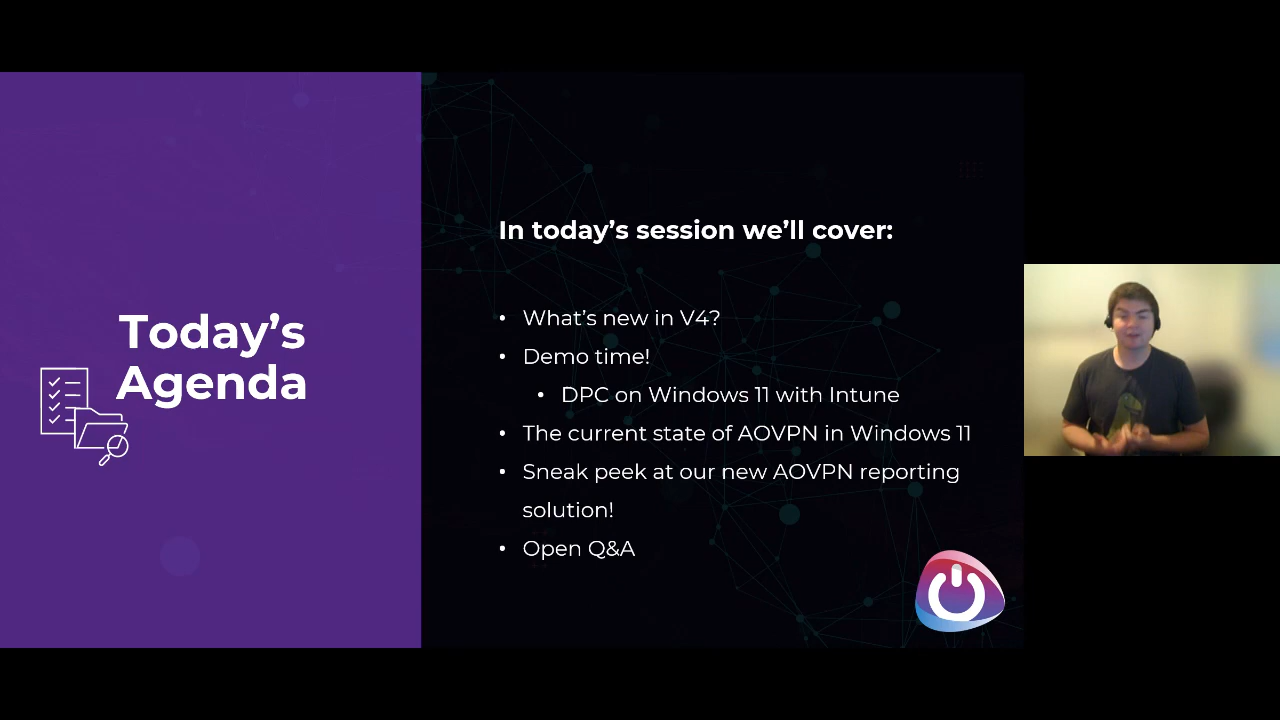 Today’s
Agenda
In today’s session we’ll cover:
• What’s new in V4?
• Demo time!
• DPC on Windows 11 with Intune
• The current state of AOVPN in Windows 11
• Sneak peek at our new AOVPN reporting
solution!
• Open Q&A